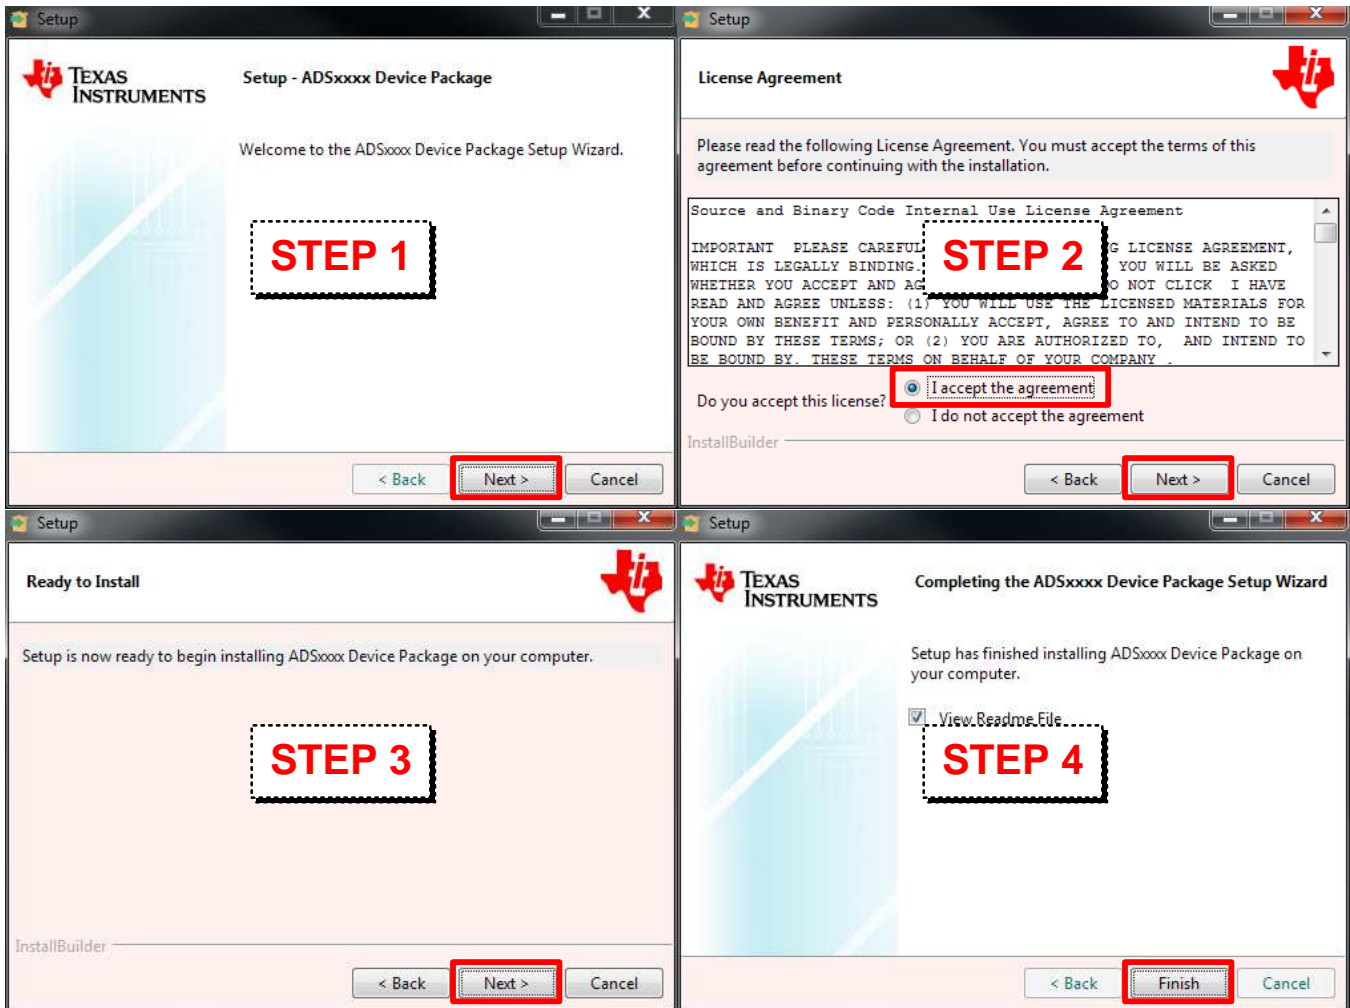 Setup
TEXAS
INSTRUMENTS
Setup - ADSxxxx Device Package
Welcome to the ADSxxxx Device Package Setup Wizard.
STEP 1
< Back Next > Cancel
Setup
License Agreement
Please read the following License Agreement. You must accept the terms of this
agreement before continuing with the installation.
Source and Binary Code Internal Use License Agreement
IMPORTANT PLEASE CAREFUL G LICENSE AGREEMENT,
WHICH IS LEGALLY BINDING. YOU WILL BE ASKED
WHETHER YOU ACCEPT AND AG O NOT CLICK I HAVE
READ AND AGREE UNLESS: (1) YOU WILL USE THE LICENSED MATERIALS FOR
YOUR OWN BENEFIT AND PERSONALLY ACCEPT, AGREE TO AND INTEND TO BE
BOUND BY THESE TERMS; OR (2) YOU ARE AUTHORIZED TO, AND INTEND TO
BE BOUND BY. THESE TERMS ON BEHALF OF YOUR COMPANY .
STEP 2
Do you accept this license?
I accept the agreement
I do not accept the agreement
InstallBuilder
< Back Next > Cancel
Setup
Ready to Install
Setup is now ready to begin installing ADSxxxx Device Package on your computer.
STEP 3
InstallBuilder
< Back Next > Cancel
Setup
TEXAS
INSTRUMENTS
Completing the ADSxxxx Device Package Setup Wizard
Setup has finished installing ADSxxxx Device Package on
your computer.
View Readme File
STEP 4
< Back Finish Cancel